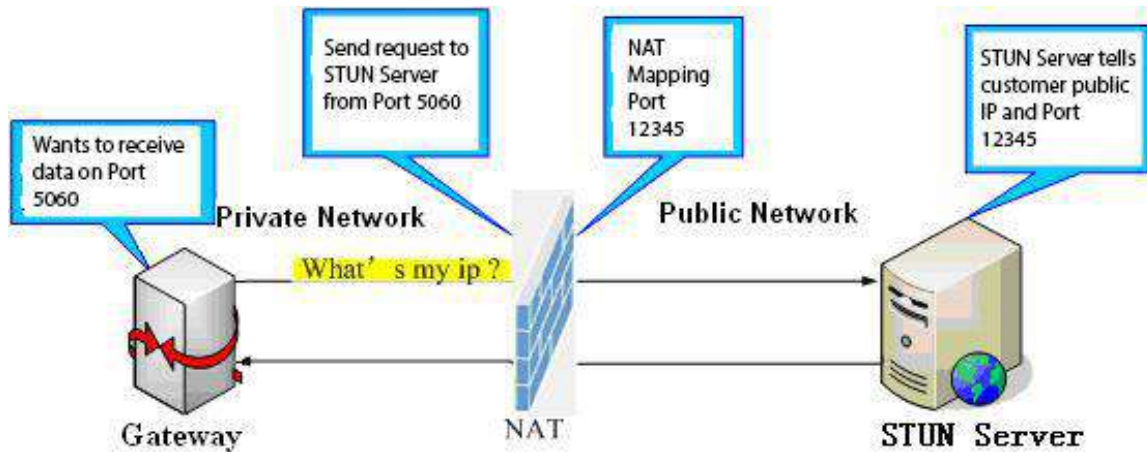 Send request to
STUN Server
from Port 5060
NAT
Mapping
Port
12345
STUN Server tells
customer public
IP and Port
12345
Wants to receive
data on Port
5060
Private Network
Public Network
What's my ip ?
Gateway
NAT
STUN Server